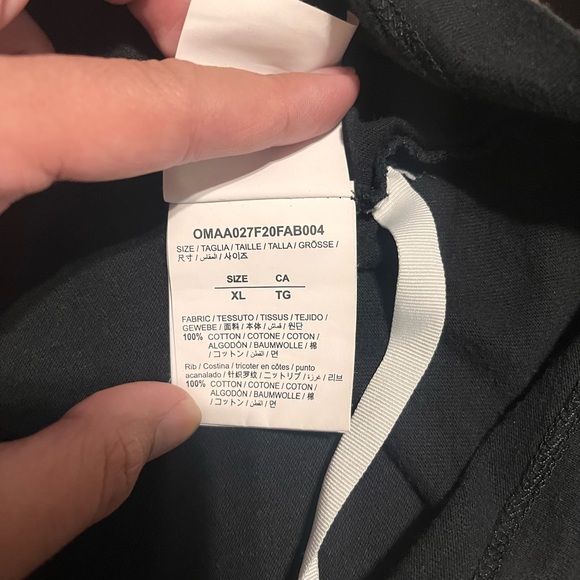 OMAA027F20FAB004
SIZE / TAGLIA / TAILLE / TALLA / GRÖSSE /
尺寸 / المقاس / 사이즈
SIZE CA
XL TG
FABRIC / TESSUTO / TISSUS / TEJIDO /
GEWEBE / 面料 / 本体 / قماش / 원단
100% COTTON / COTONE / COTON /
ALGODÓN / BAUMWOLLE / 棉
/ コットン / القطن / 면
Rib / Costina / tricoter en côtes / punto
acanalado / 针织罗纹 / ニットリブ / غرزة / 리브
100% COTTON / COTONE / COTON /
ALGODÓN / BAUMWOLLE / 棉
/ コットン / القطن / 면